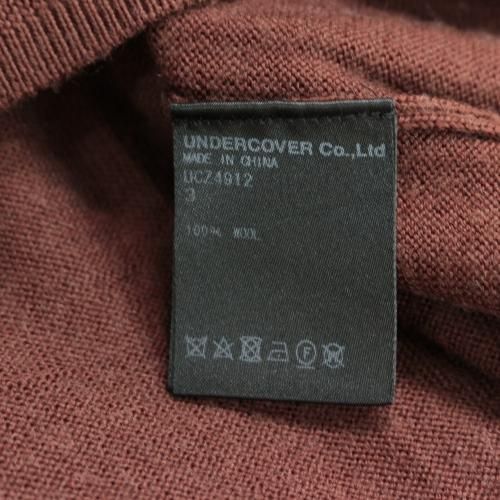 UNDERCOVER Co.,Ltd
MADE IN CHINA
UCZ4912
3
100% WOOL